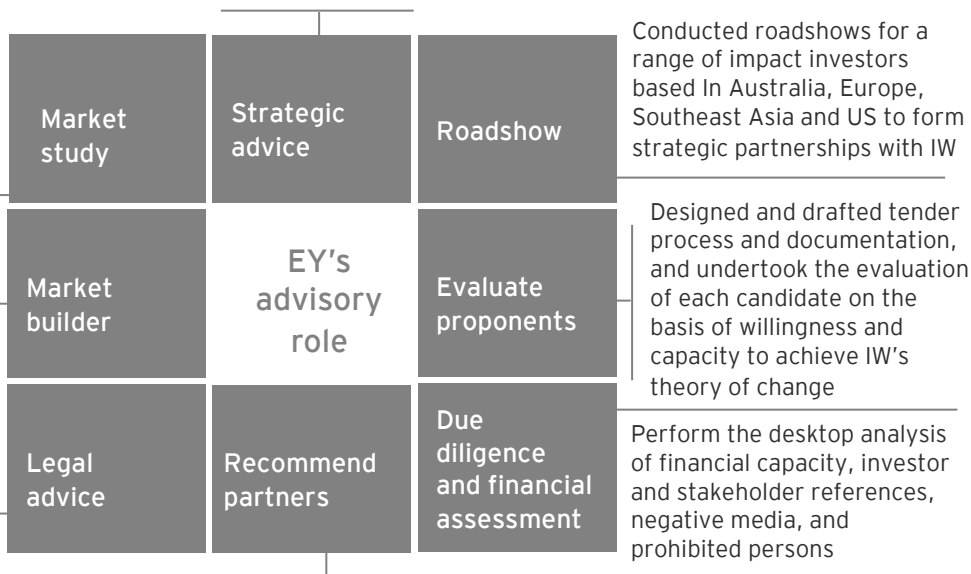 Market
study
Strategic
advice
Roadshow
Conducted roadshows for a
range of impact investors
based In Australia, Europe,
Southeast Asia and US to form
strategic partnerships with IW
Market
builder
EY's
advisory
role
Evaluate
proponents
Designed and drafted tender
process and documentation,
and undertook the evaluation
of each candidate on the
basis of willingness and
capacity to achieve IW's
theory of change
Legal
advice
Recommend
partners
Due
diligence
and financial
assessment
Perform the desktop analysis
of financial capacity, investor
and stakeholder references,
negative media, and
prohibited persons